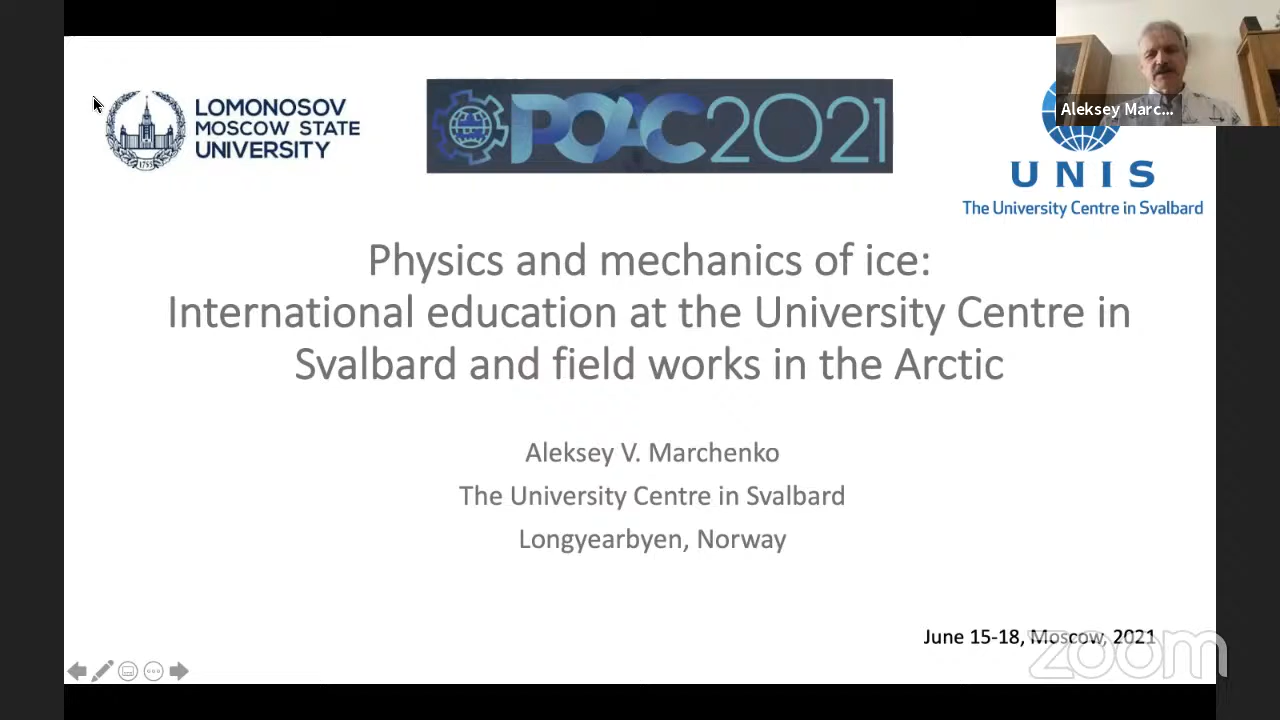 Aleksey Marc...
LOMONOSOV
MOSCOW STATE
UNIVERSITY
1755
POAC2021
UNIS
The University Centre in Svalbard
Physics and mechanics of ice:
International education at the University Centre in
Svalbard and field works in the Arctic
Aleksey V. Marchenko
The University Centre in Svalbard
Longyearbyen, Norway
June 15-18, Moscow, 2021
zoom